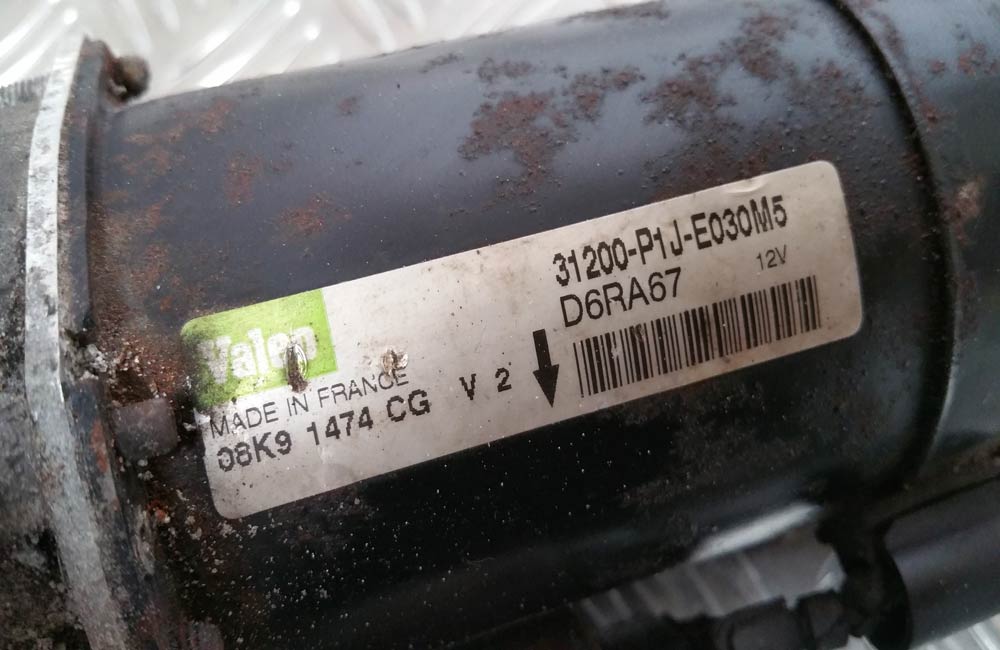 31200-P1J-E030M5
D6RA67
12V
Valeo
MADE IN FRANCE
08K9 1474 CG V 2